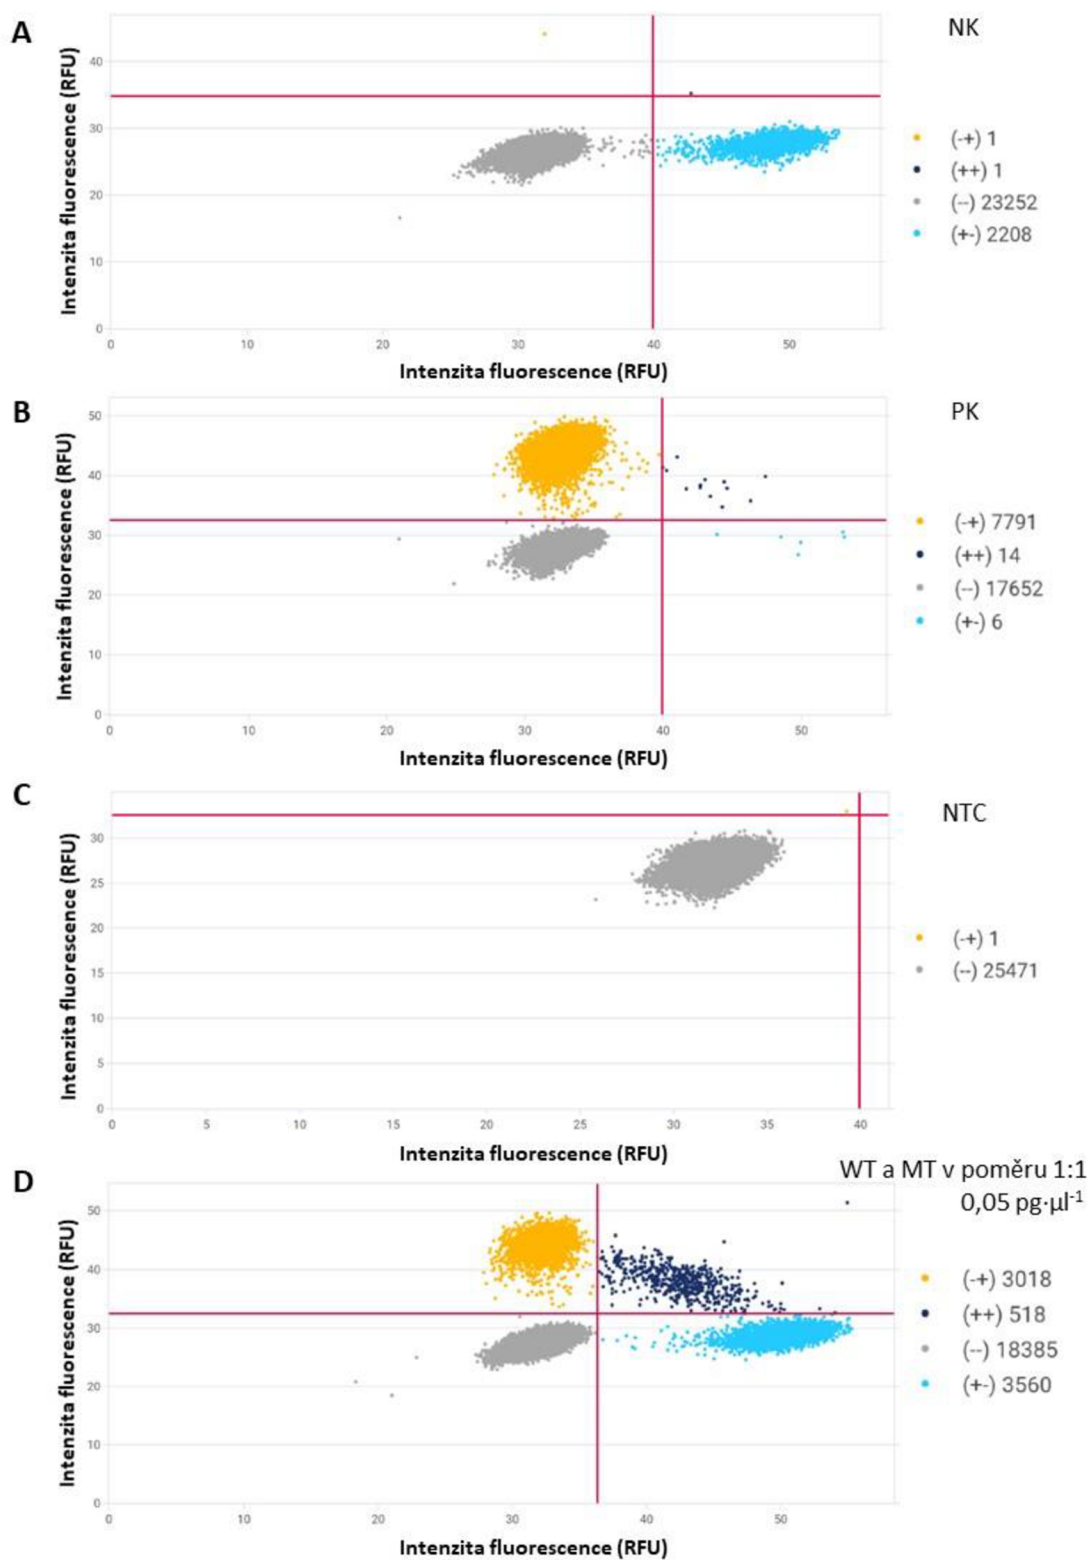 A
NK
Intenzita fluorescence (RFU)
40
30
20
10
0
0 10 20 30 40 50
Intenzita fluorescence (RFU)
(-+) 1
(++) 1
(--) 23252
(+-) 2208
B
PK
Intenzita fluorescence (RFU)
50
40
30
20
10
0
0 10 20 30 40 50
Intenzita fluorescence (RFU)
(-+) 7791
(++) 14
(--) 17652
(+-) 6
C
NTC
Intenzita fluorescence (RFU)
30
25
20
15
10
5
0
0 5 10 15 20 25 30 35 40
Intenzita fluorescence (RFU)
(-+) 1
(--) 25471
D
WT a MT v poměru 1:1
0,05 pg·µl⁻¹
Intenzita fluorescence (RFU)
50
40
30
20
10
0
0 10 20 30 40 50
Intenzita fluorescence (RFU)
(-+) 3018
(++) 518
(--) 18385
(+-) 3560